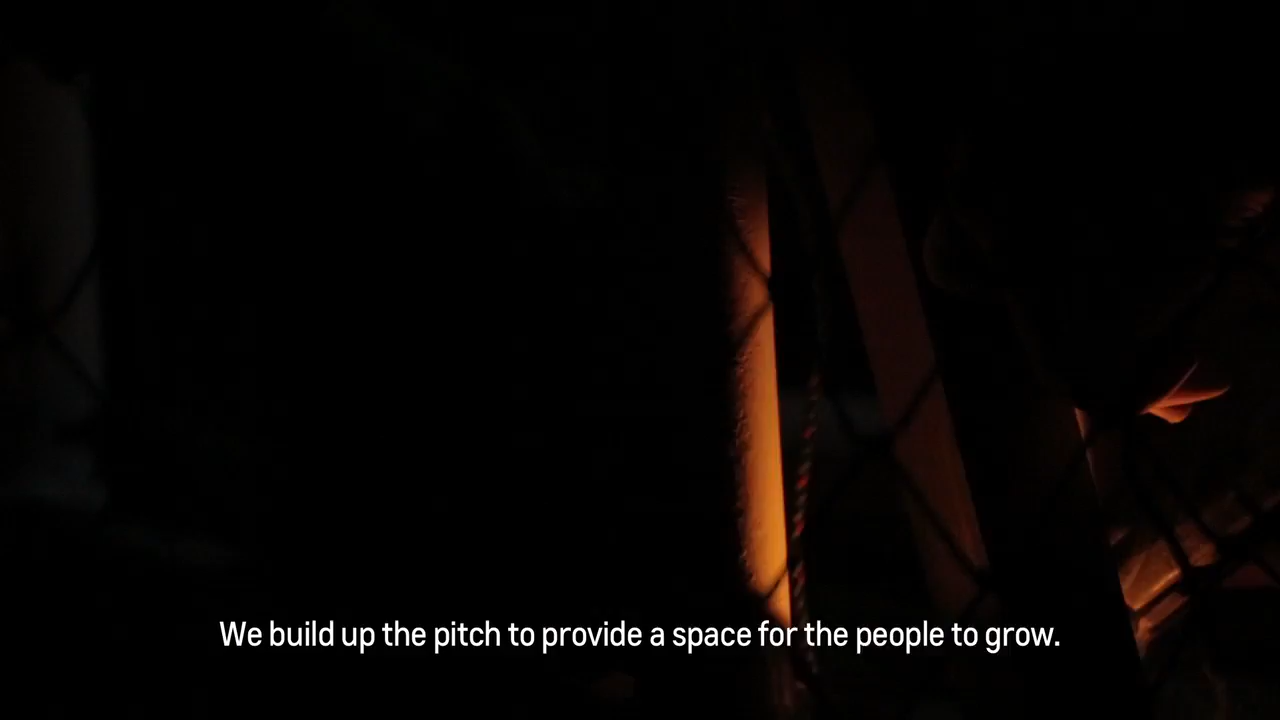 We build up the pitch to provide a space for the people to grow.